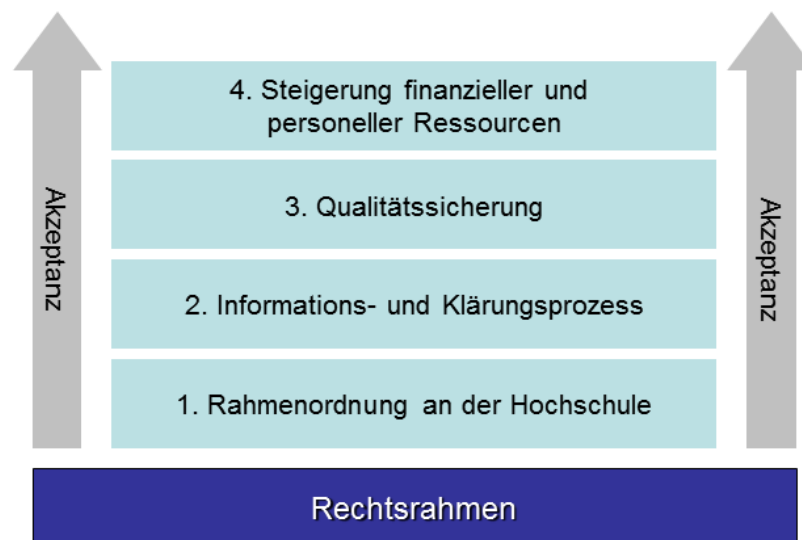 4. Steigerung finanzieller und
personeller Ressourcen
Akzeptanz
3. Qualitätssicherung
Akzeptanz
2. Informations- und Klärungsprozess
1. Rahmenordnung an der Hochschule
Rechtsrahmen